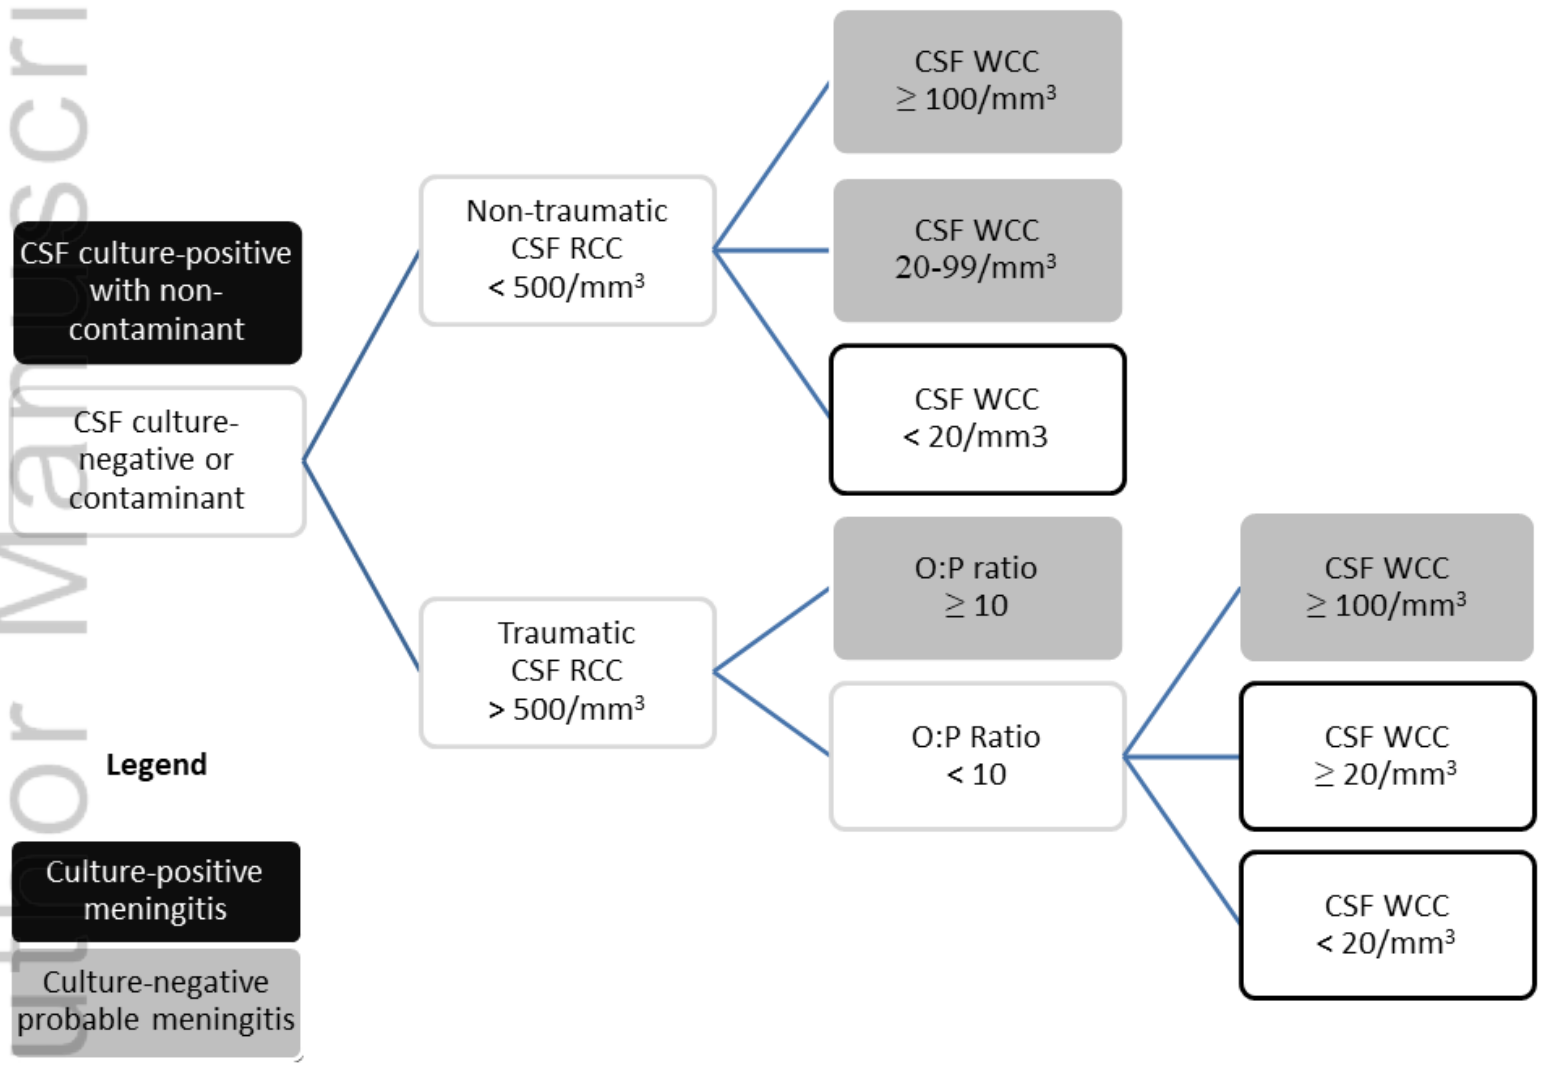 CSF culture-positive
with non-
contaminant
CSF culture-
negative or
contaminant
Non-traumatic
CSF RCC
< 500/mm³
Traumatic
CSF RCC
> 500/mm³
CSF WCC
≥ 100/mm³
CSF WCC
20-99/mm³
CSF WCC
< 20/mm3
O:P ratio
≥ 10
O:P Ratio
< 10
CSF WCC
≥ 100/mm³
CSF WCC
≥ 20/mm³
CSF WCC
< 20/mm³
Legend
Culture-positive
meningitis
Culture-negative
probable meningitis
uthor Manuscri